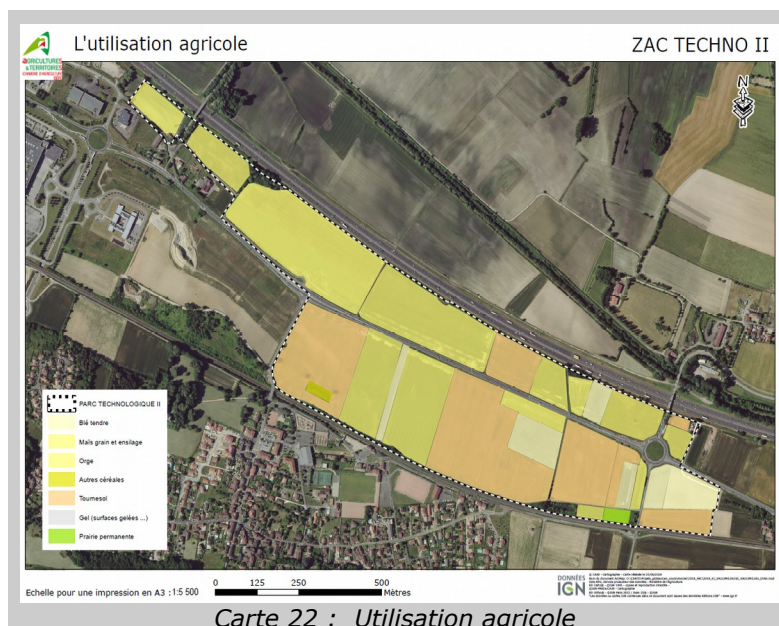 L'utilisation agricole
ZAC TECHNO II
AGRICULTURES
& TERRITOIRES
CHAMBRE D'AGRICULTURE
N
PARC TECHNOLOGIQUE II
Blé tendre
Maïs grain et ensilage
Orge
Autres céréales
Tournesol
Gel (surfaces gelées ...)
Prairie permanente
Echelle pour une impression en A3 :1:5 500
0 125 250 500
Mètres
DONNÉES
IGN
Carte 22 : Utilisation agricole